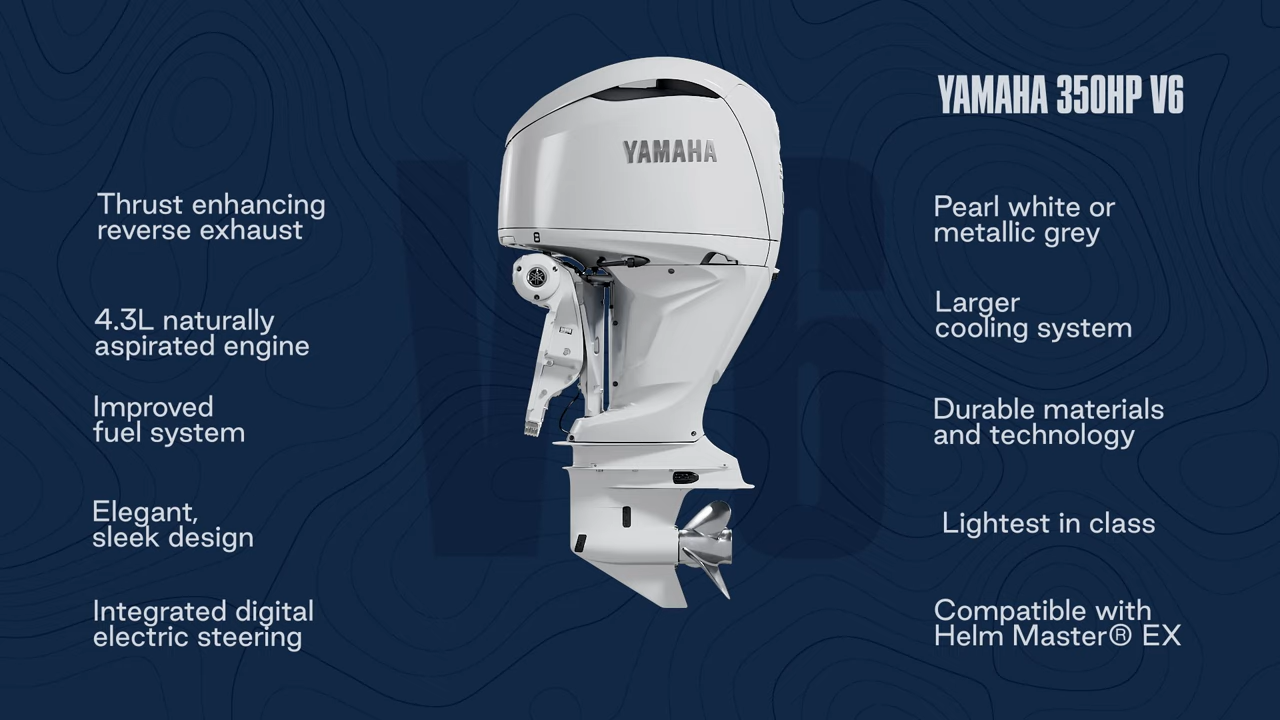 YAMAHA 350HP V6
YAMAHA
8
V6
Thrust enhancing
reverse exhaust
4.3L naturally
aspirated engine
Improved
fuel system
Elegant,
sleek design
Integrated digital
electric steering
Pearl white or
metallic grey
Larger
cooling system
Durable materials
and technology
Lightest in class
Compatible with
Helm Master® EX